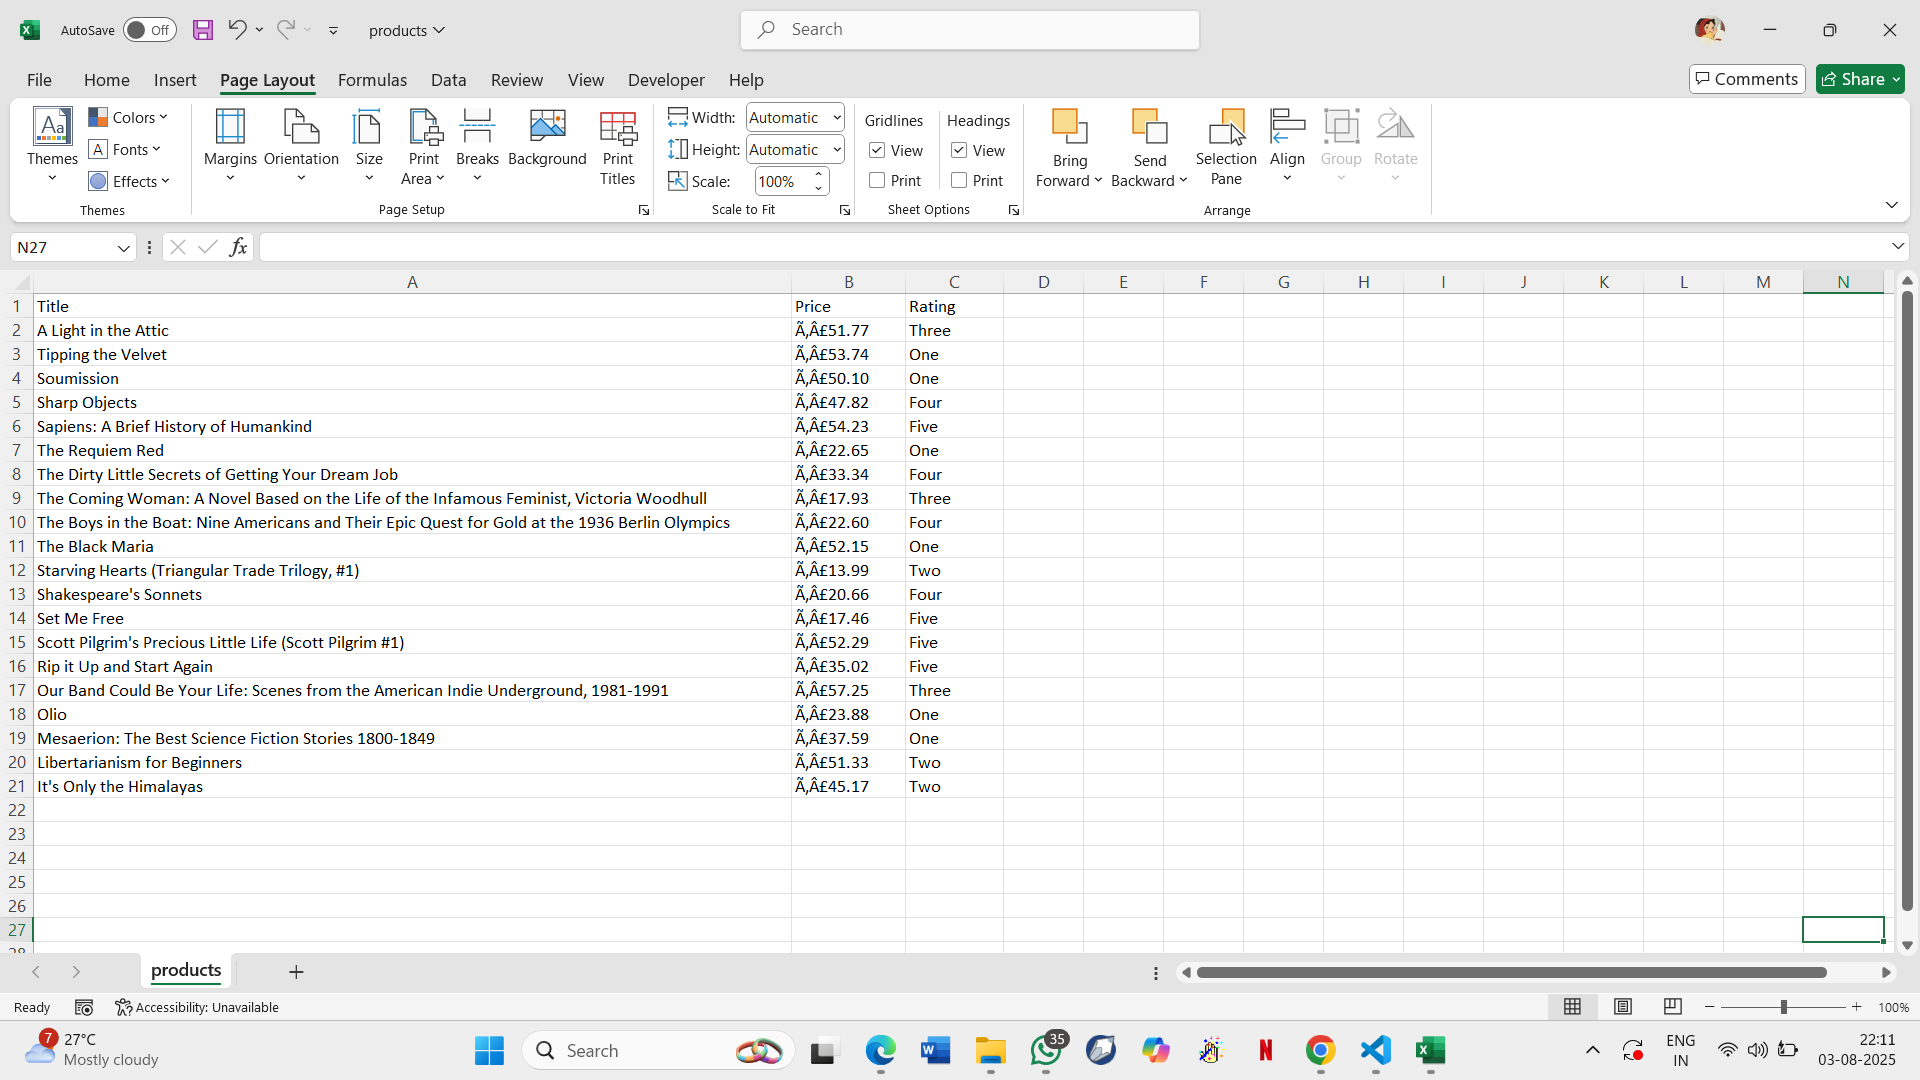 AutoSave Off products
Search
File Home Insert Page Layout Formulas Data Review View Developer Help
Comments Share
Themes
Colors
Fonts
Effects
Themes
Margins Orientation Size Print Area Breaks Background Print Titles
Page Setup
Width: Automatic
Height: Automatic
Scale: 100%
Scale to Fit
Gridlines Headings
View View
Print Print
Sheet Options
Bring Forward Send Backward Selection Pane Align Group Rotate
Arrange
N27 fx
A B C D E F G H I J K L M N
1 Title Price Rating
2 A Light in the Attic Ã‚Â£51.77 Three
3 Tipping the Velvet Ã‚Â£53.74 One
4 Soumission Ã‚Â£50.10 One
5 Sharp Objects Ã‚Â£47.82 Four
6 Sapiens: A Brief History of Humankind Ã‚Â£54.23 Five
7 The Requiem Red Ã‚Â£22.65 One
8 The Dirty Little Secrets of Getting Your Dream Job Ã‚Â£33.34 Four
9 The Coming Woman: A Novel Based on the Life of the Infamous Feminist, Victoria Woodhull Ã‚Â£17.93 Three
10 The Boys in the Boat: Nine Americans and Their Epic Quest for Gold at the 1936 Berlin Olympics Ã‚Â£22.60 Four
11 The Black Maria Ã‚Â£52.15 One
12 Starving Hearts (Triangular Trade Trilogy, #1) Ã‚Â£13.99 Two
13 Shakespeare's Sonnets Ã‚Â£20.66 Four
14 Set Me Free Ã‚Â£17.46 Five
15 Scott Pilgrim's Precious Little Life (Scott Pilgrim #1) Ã‚Â£52.29 Five
16 Rip it Up and Start Again Ã‚Â£35.02 Five
17 Our Band Could Be Your Life: Scenes from the American Indie Underground, 1981-1991 Ã‚Â£57.25 Three
18 Olio Ã‚Â£23.88 One
19 Mesaerion: The Best Science Fiction Stories 1800-1849 Ã‚Â£37.59 One
20 Libertarianism for Beginners Ã‚Â£51.33 Two
21 It's Only the Himalayas Ã‚Â£45.17 Two
22
23
24
25
26
27
28
products
Ready Accessibility: Unavailable 100%
7 27°C
Mostly cloudy
Search
35
ENG
IN
22:11
03-08-2025